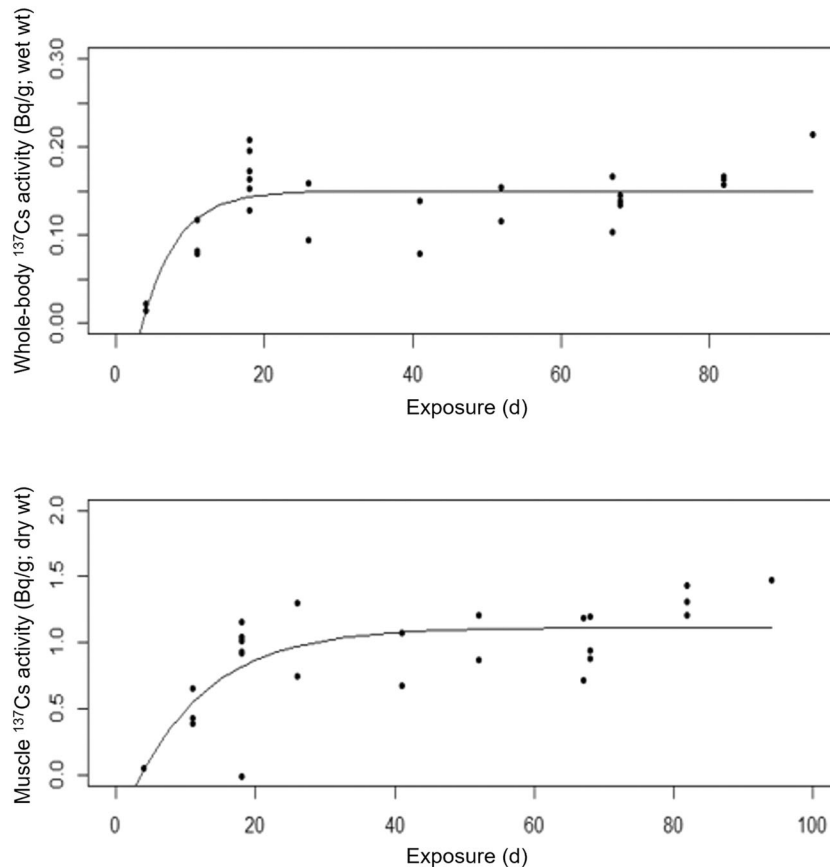 Whole-body ¹³⁷Cs activity (Bq/g; wet wt)
0.30
0.20
0.10
0.00
0 20 40 60 80
Exposure (d)
Muscle ¹³⁷Cs activity (Bq/g; dry wt)
2.0
1.5
1.0
0.5
0.0
0 20 40 60 80 100
Exposure (d)